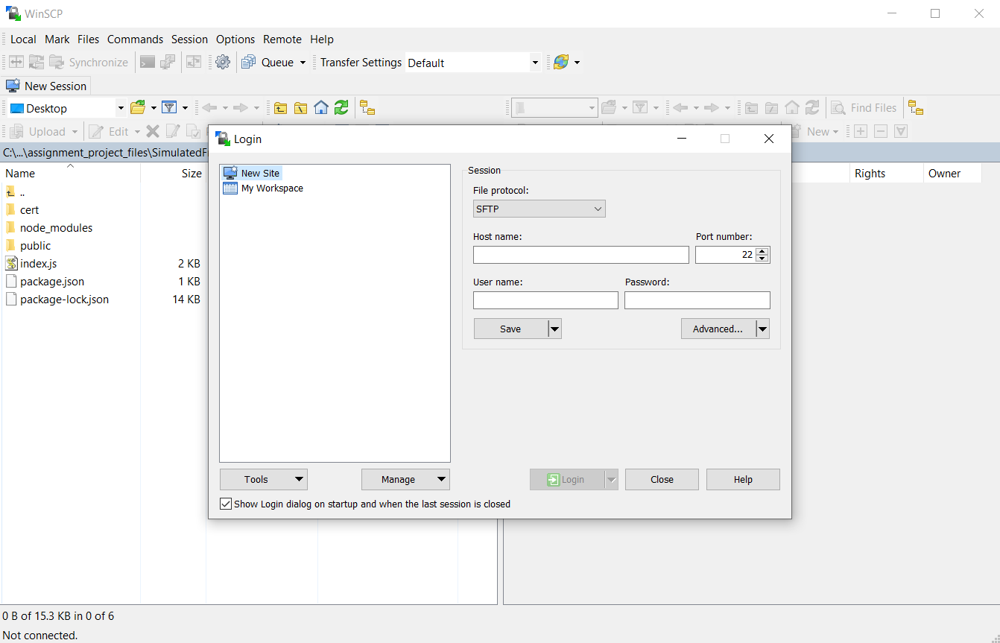 WinSCP
Local Mark Files Commands Session Options Remote Help
Synchronize Queue Transfer Settings Default
New Session
Desktop Find Files
Upload Edit New
C:\...\assignment_project_files\SimulatedF
Name Size Rights Owner
..
cert
node_modules
public
index.js 2 KB
package.json 1 KB
package-lock.json 14 KB
Login
New Site
My Workspace
Session
File protocol:
SFTP
Host name: Port number:
22
User name: Password:
Save Advanced...
Tools Manage Login Close Help
Show Login dialog on startup and when the last session is closed
0 B of 15.3 KB in 0 of 6
Not connected.